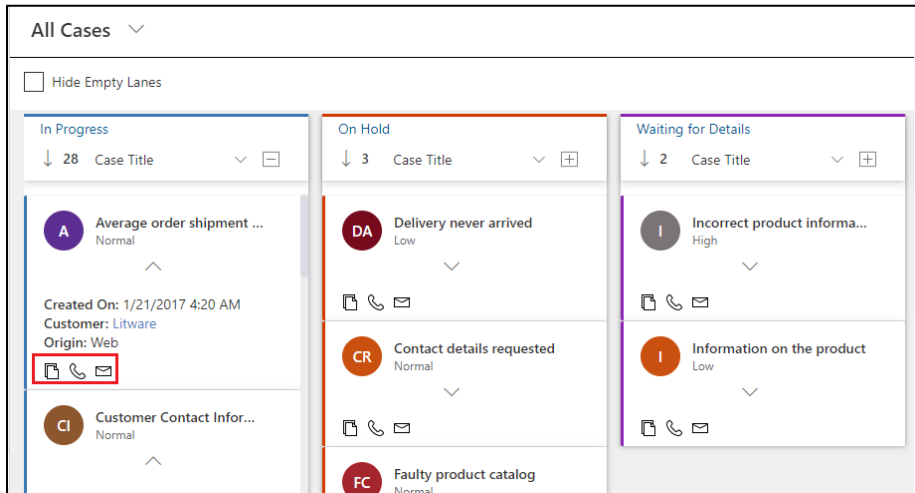 All Cases
Hide Empty Lanes
In Progress
28 Case Title
A
Average order shipment ...
Normal
Created On: 1/21/2017 4:20 AM
Customer: Litware
Origin: Web
CI
Customer Contact Infor...
Normal
On Hold
3 Case Title
DA
Delivery never arrived
Low
CR
Contact details requested
Normal
FC
Faulty product catalog
Normal
Waiting for Details
2 Case Title
I
Incorrect product informa...
High
I
Information on the product
Low